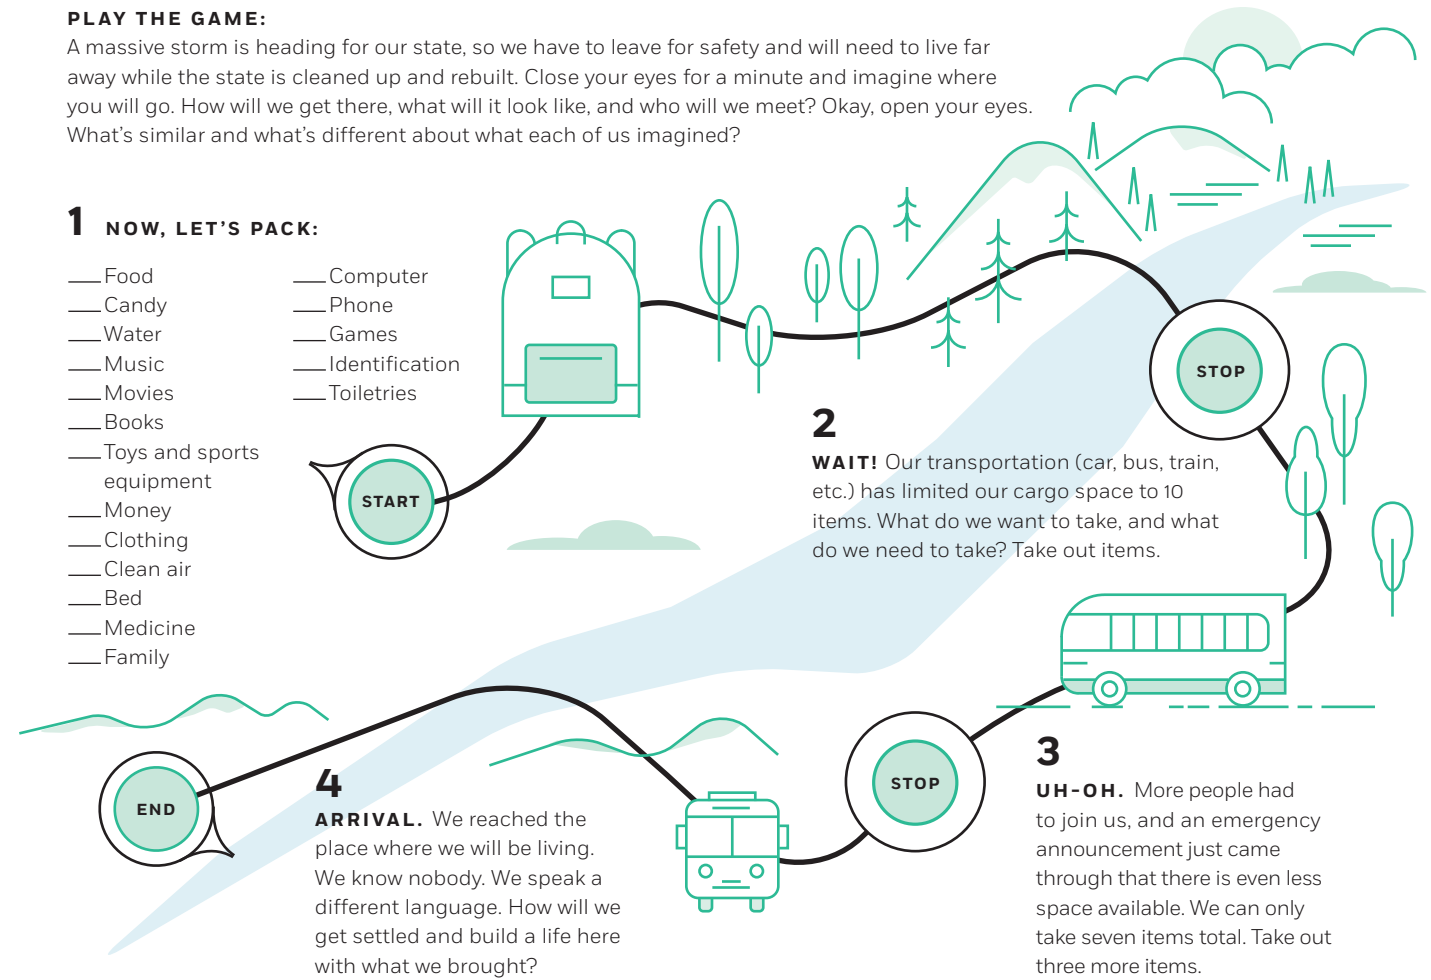 PLAY THE GAME:
A massive storm is heading for our state, so we have to leave for safety and will need to live far
away while the state is cleaned up and rebuilt. Close your eyes for a minute and imagine where
you will go. How will we get there, what will it look like, and who will we meet? Okay, open your eyes.
What’s similar and what’s different about what each of us imagined?
1 NOW, LET’S PACK:
___Food
___Candy
___Water
___Music
___Movies
___Books
___Toys and sports
equipment
___Money
___Clothing
___Clean air
___Bed
___Medicine
___Family
___Computer
___Phone
___Games
___Identification
___Toiletries
START
STOP
2
WAIT! Our transportation (car, bus, train,
etc.) has limited our cargo space to 10
items. What do we want to take, and what
do we need to take? Take out items.
STOP
3
UH-OH. More people had
to join us, and an emergency
announcement just came
through that there is even less
space available. We can only
take seven items total. Take out
three more items.
4
ARRIVAL. We reached the
place where we will be living.
We know nobody. We speak a
different language. How will we
get settled and build a life here
with what we brought?
END